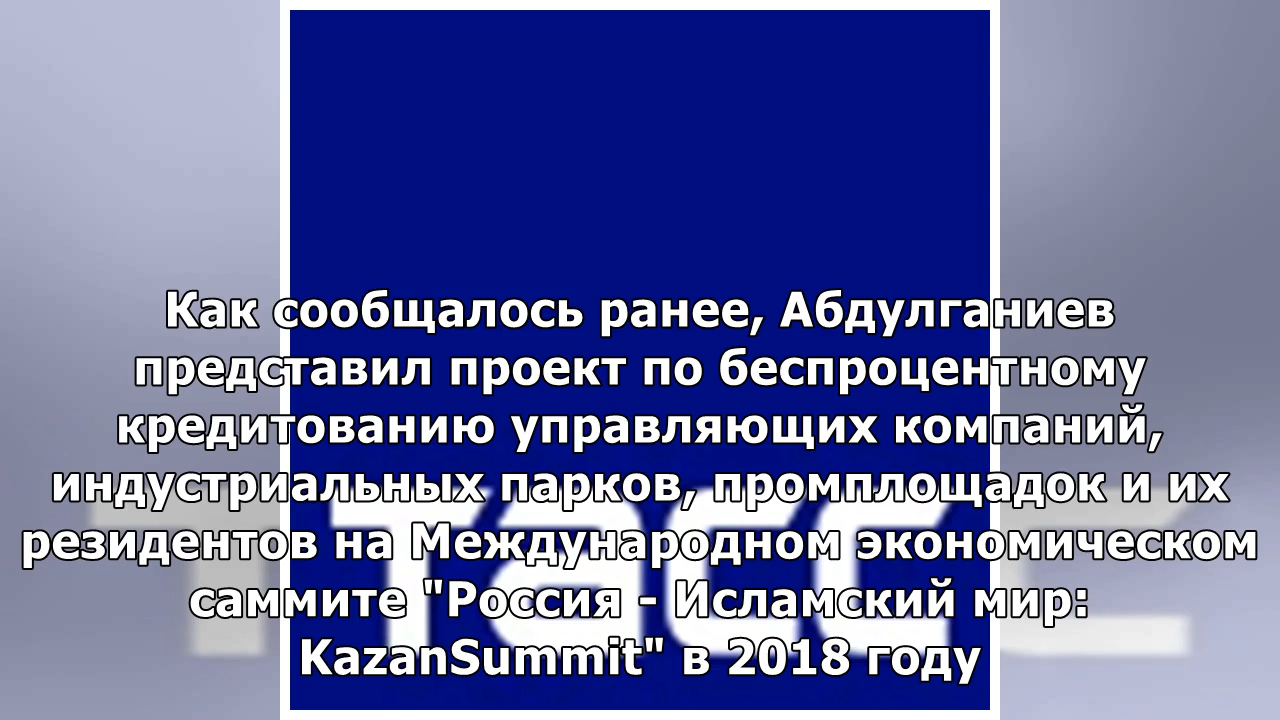 Как сообщалось ранее, Абдулганиев
представил проект по беспроцентному
кредитованию управляющих компаний,
индустриальных парков, промплощадок и их
резидентов на Международном экономическом
саммите "Россия - Исламский мир:
KazanSummit" в 2018 году
тасс